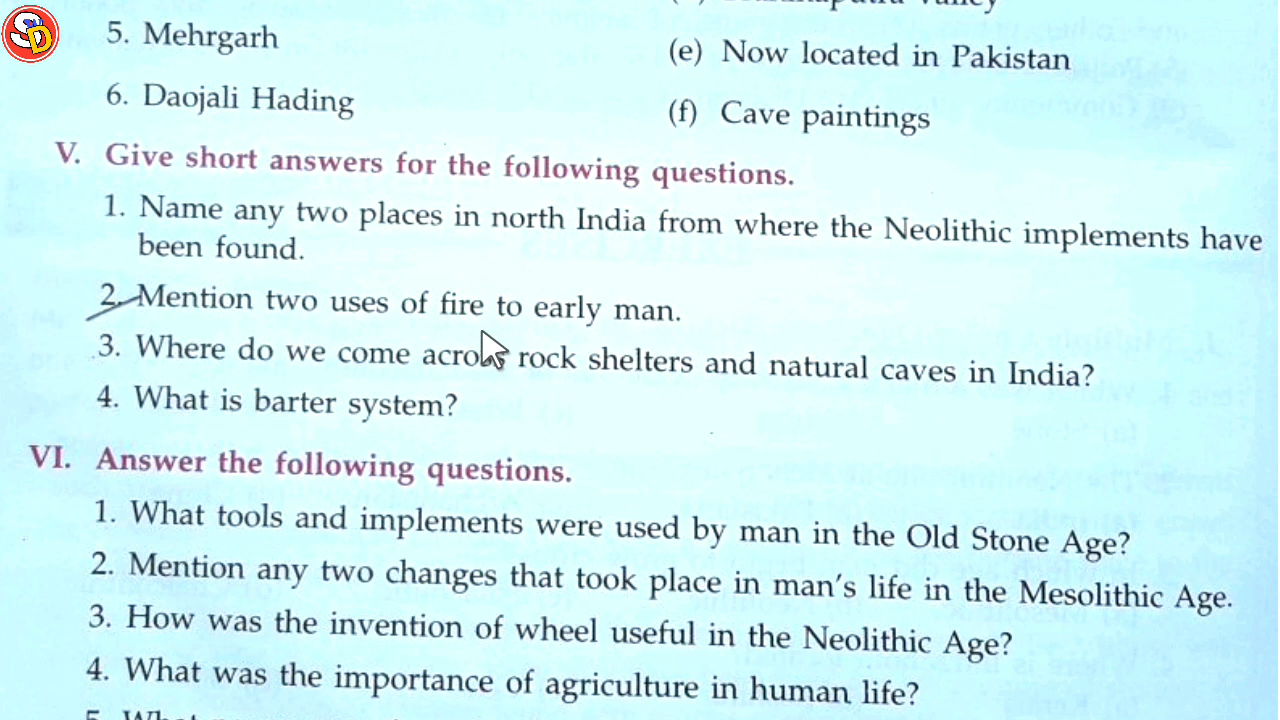 SD
5. Mehrgarh
(e) Now located in Pakistan
6. Daojali Hading
(f) Cave paintings
V. Give short answers for the following questions.
1. Name any two places in north India from where the Neolithic implements have
been found.
2. Mention two uses of fire to early man.
3. Where do we come across rock shelters and natural caves in India?
4. What is barter system?
VI. Answer the following questions.
1. What tools and implements were used by man in the Old Stone Age?
2. Mention any two changes that took place in man's life in the Mesolithic Age.
3. How was the invention of wheel useful in the Neolithic Age?
4. What was the importance of agriculture in human life?